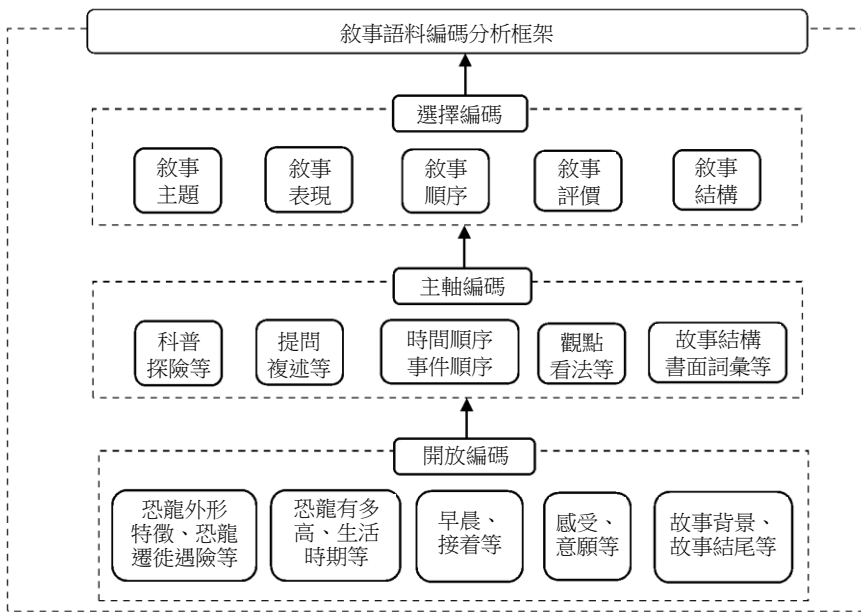 敘事語料編碼分析框架
選擇編碼
敘事
主題
敘事
表現
敘事
順序
敘事
評價
敘事
結構
主軸編碼
科普
探險等
提問
複述等
時間順序
事件順序
觀點
看法等
故事結構
書面詞彙等
開放編碼
恐龍外形
特徵、恐龍
遷徙遇險等
恐龍有多
高、生活
時期等
早晨、
接着等
感受、
意願等
故事背景、
故事結尾等